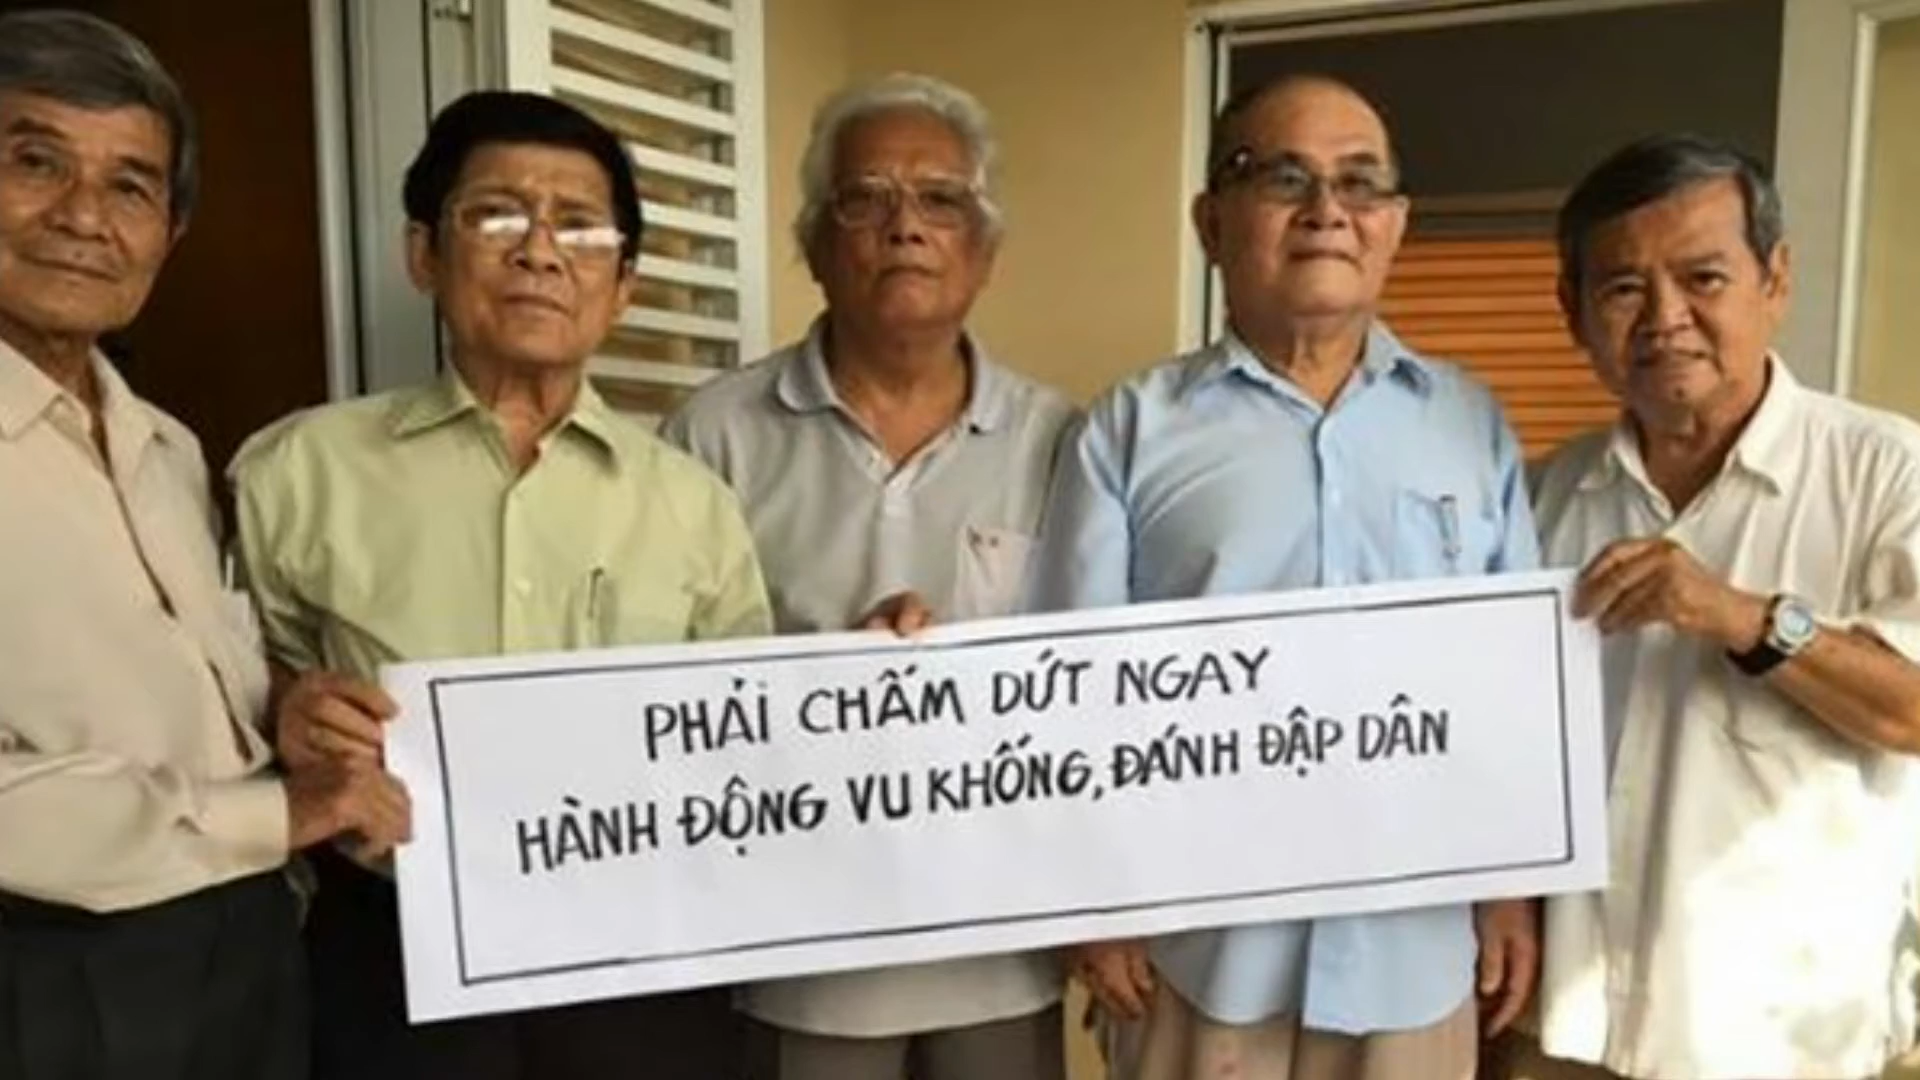 PHẢI CHẤM DỨT NGAY
HÀNH ĐỘNG VU KHỐNG, ĐÁNH ĐẬP DÂN